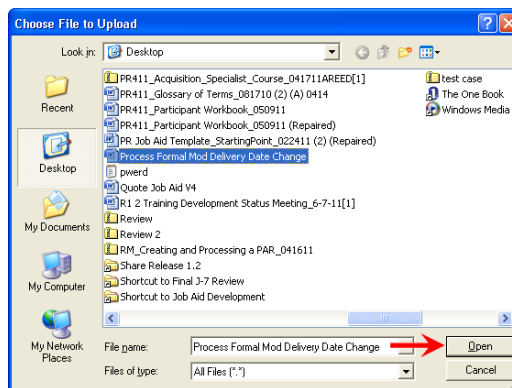 Choose File to Upload
Look in:
Desktop
Recent
Desktop
My Documents
My Computer
My Network Places
PR411_Acquisition_Specialist_Course_041711AREED[1]
PR411_Glossary of Terms_081710 (2) (A) 0414
PR411_Participant Workbook_050911
PR411_Participant Workbook_050911 (Repaired)
PR Job Aid Template_StartingPoint_022411 (2) (Repaired)
Process Formal Mod Delivery Date Change
pwerd
Quote Job Aid V4
R1 2 Training Development Status Meeting_6-7-11[1]
Review
Review 2
RM_Creating and Processing a PAR_041611
Share Release 1.2
Shortcut to Final J-7 Review
Shortcut to Job Aid Development
test case
The One Book
Windows Media
File name:
Process Formal Mod Delivery Date Change
Open
Files of type:
All Files (*.*)
Cancel